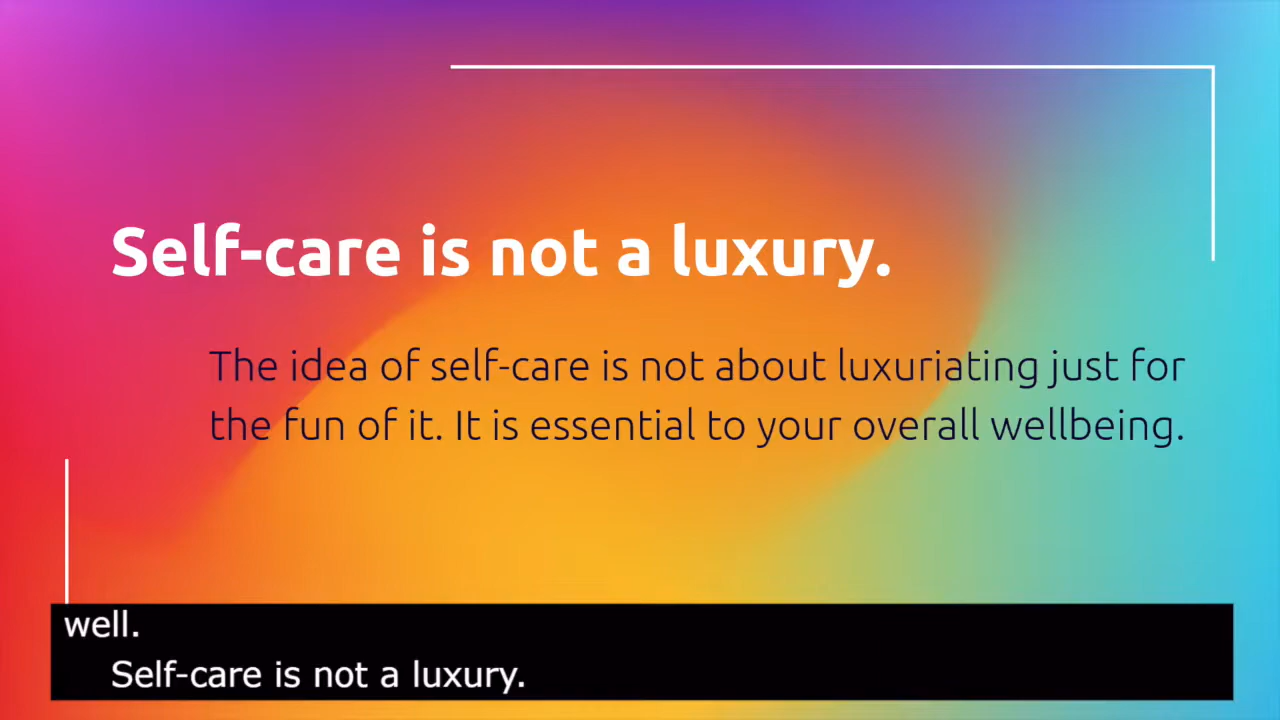 Self-care is not a luxury.
The idea of self-care is not about luxuriating just for
the fun of it. It is essential to your overall wellbeing.
well.
Self-care is not a luxury.